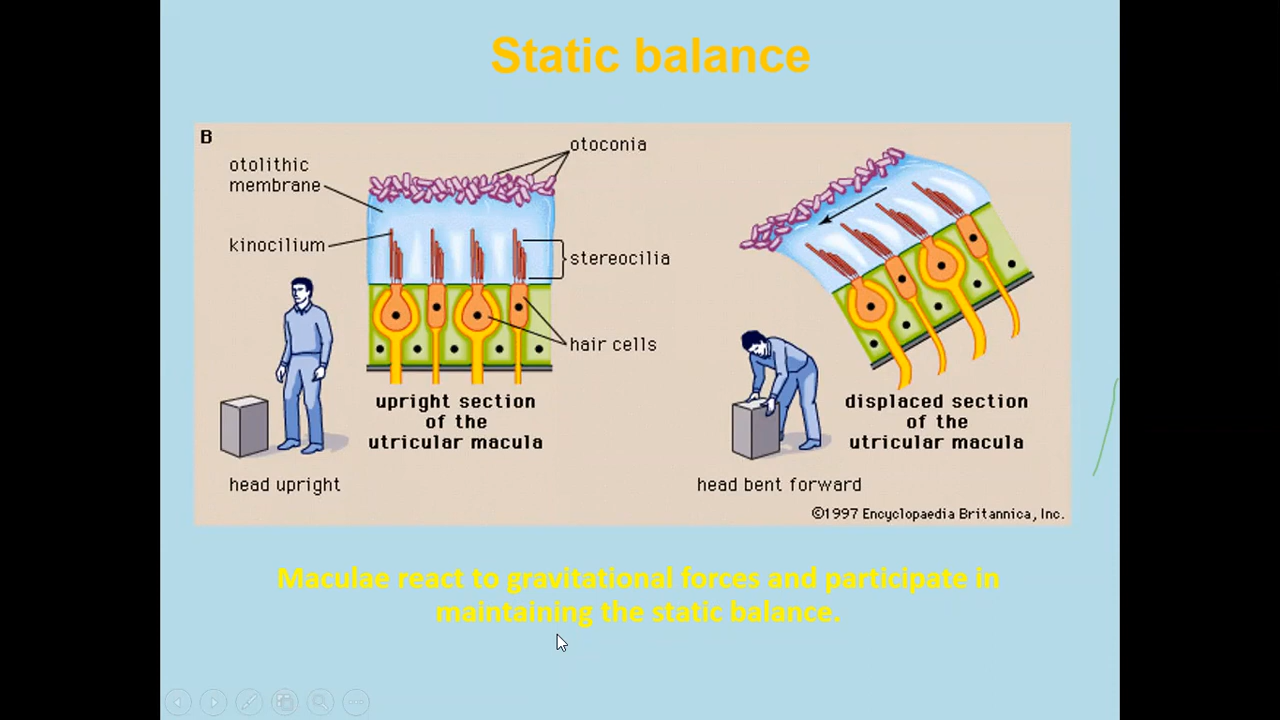 Static balance
B
otoconia
otolithic
membrane
kinocilium
stereocilia
hair cells
upright section
of the
utricular macula
head upright
displaced section
of the
utricular macula
head bent forward
©1997 Encyclopaedia Britannica, Inc.
Maculae react to gravitational forces and participate in
maintaining the static balance.